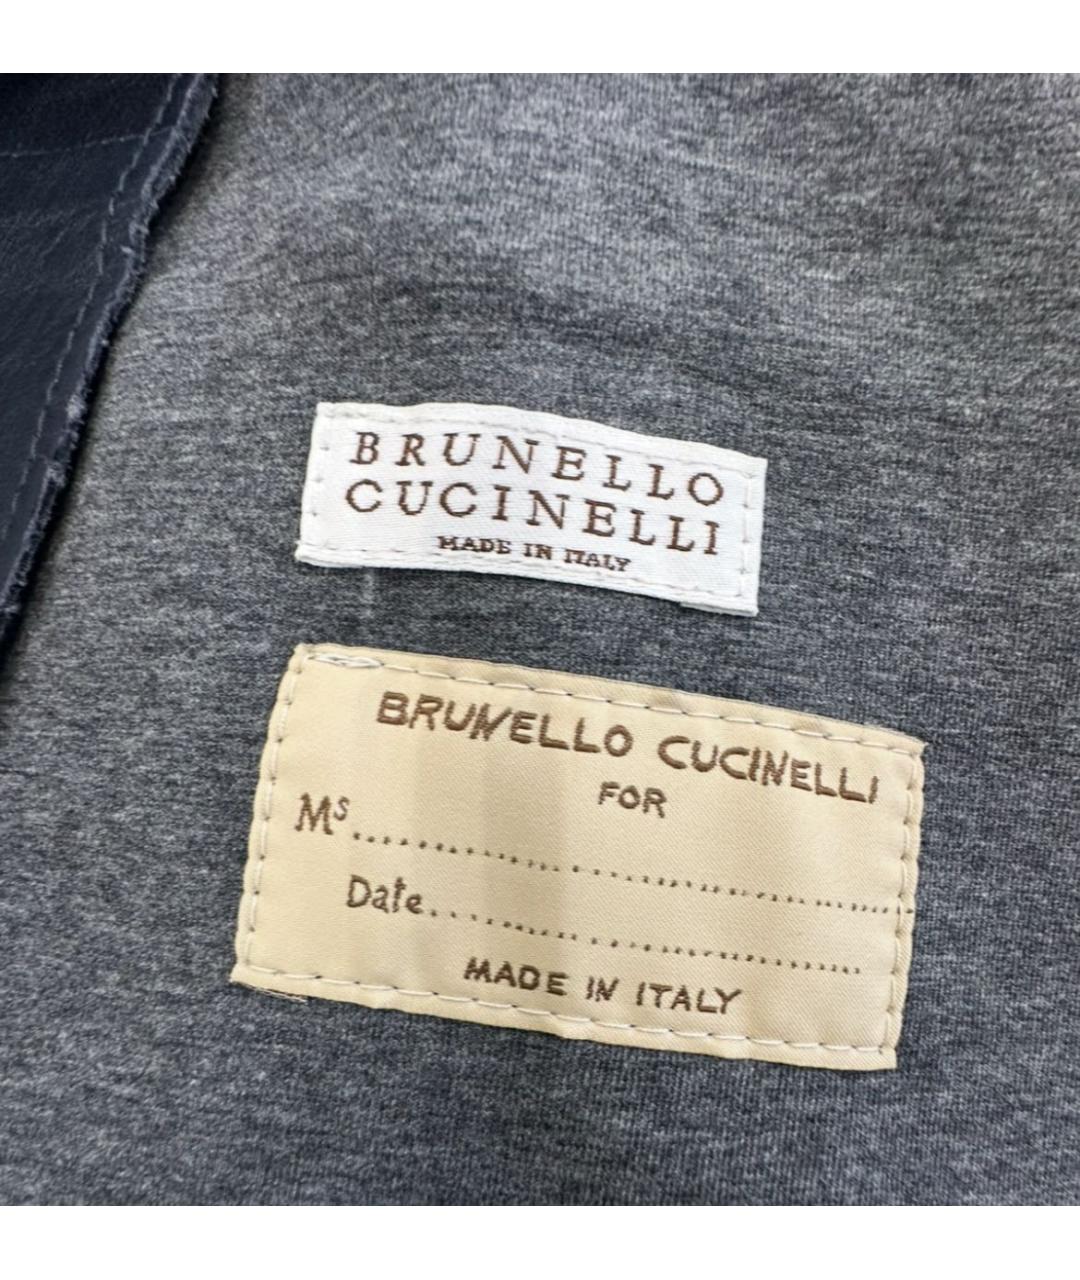 BRUNELLO
CUCINELLI
MADE IN ITALY
BRUNELLO CUCINELLI
FOR
Ms...........................................
Date.....................................
MADE IN ITALY